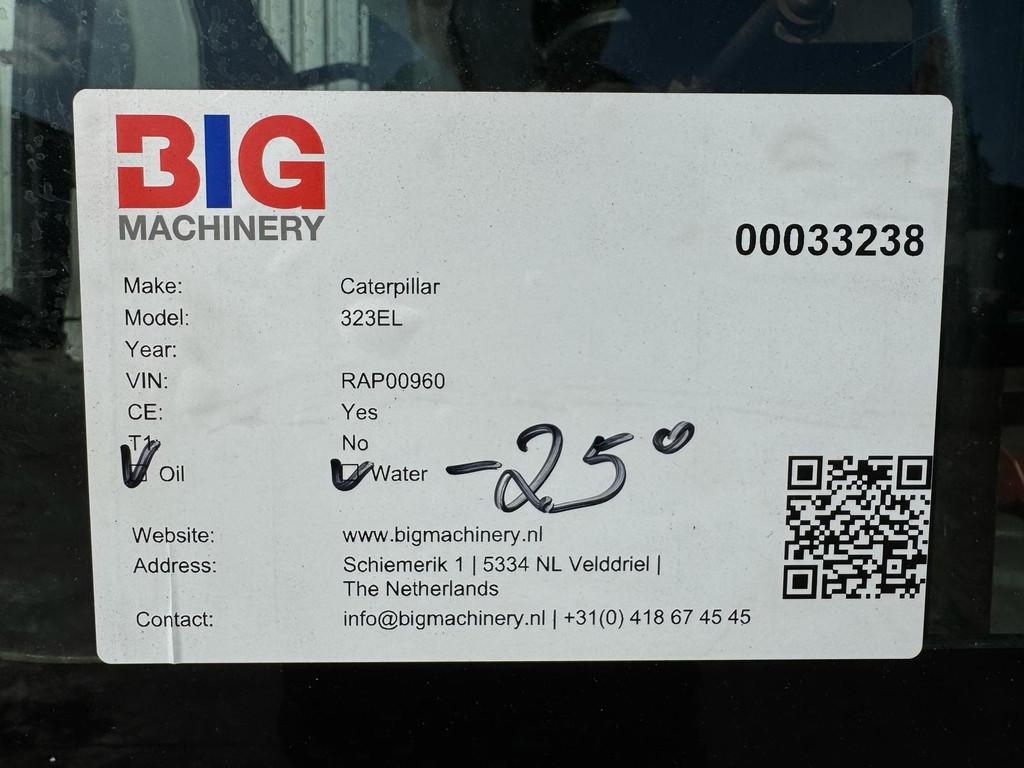 BIG
MACHINERY
00033238
Make: Caterpillar
Model: 323EL
Year:
VIN: RAP00960
CE: Yes
T1: No
Oil Water -25°
Website: www.bigmachinery.nl
Address: Schiemerik 1 | 5334 NL Velddriel |
The Netherlands
Contact: info@bigmachinery.nl | +31(0) 418 67 45 45